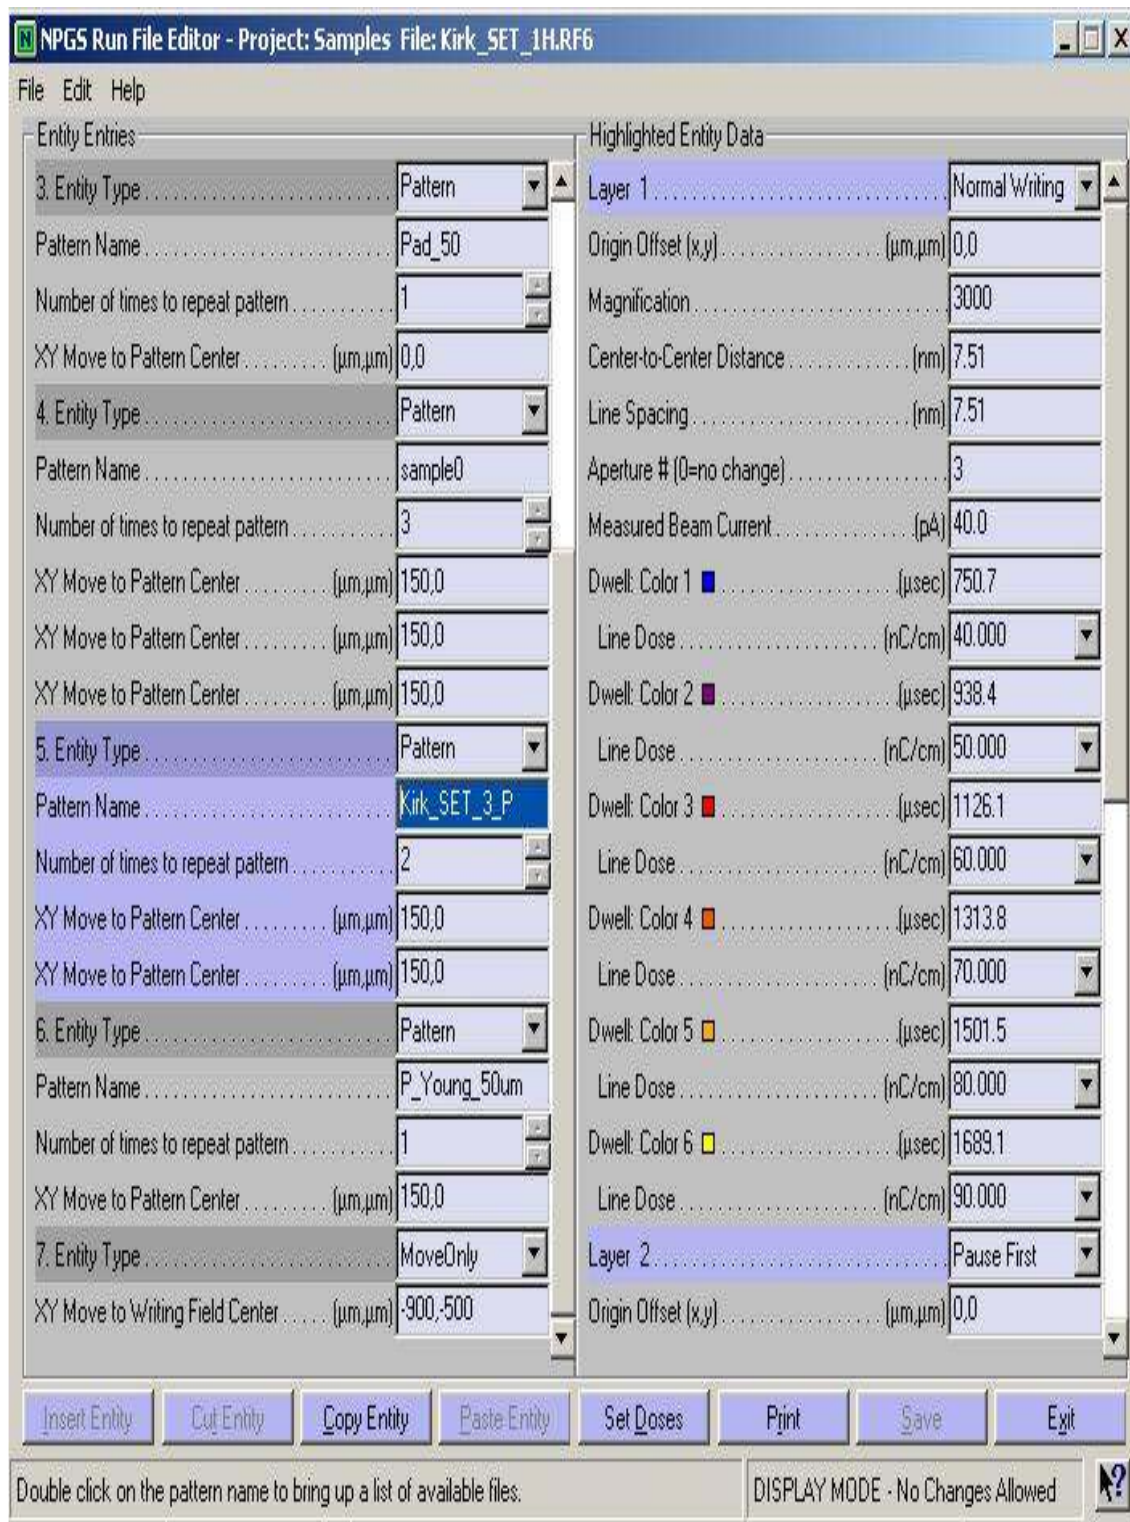 NPGS Run File Editor - Project: Samples File: Kirk_SET_1H.RF6
File Edit Help
Entity Entries
3. Entity Type Pattern
Pattern Name Pad_50
Number of times to repeat pattern 1
XY Move to Pattern Center (µm,µm) 0,0
4. Entity Type Pattern
Pattern Name sample0
Number of times to repeat pattern 3
XY Move to Pattern Center (µm,µm) 150,0
XY Move to Pattern Center (µm,µm) 150,0
XY Move to Pattern Center (µm,µm) 150,0
5. Entity Type Pattern
Pattern Name Kirk_SET_3_P
Number of times to repeat pattern 2
XY Move to Pattern Center (µm,µm) 150,0
XY Move to Pattern Center (µm,µm) 150,0
6. Entity Type Pattern
Pattern Name P_Young_50um
Number of times to repeat pattern 1
XY Move to Pattern Center (µm,µm) 150,0
7. Entity Type MoveOnly
XY Move to Writing Field Center (µm,µm) -900,-500
Highlighted Entity Data
Layer 1 Normal Writing
Origin Offset (x,y) (µm,µm) 0,0
Magnification 3000
Center-to-Center Distance (nm) 7.51
Line Spacing (nm) 7.51
Aperture # (0=no change) 3
Measured Beam Current (pA) 40.0
Dwell: Color 1 (µsec) 750.7
Line Dose (nC/cm) 40.000
Dwell: Color 2 (µsec) 938.4
Line Dose (nC/cm) 50.000
Dwell: Color 3 (µsec) 1126.1
Line Dose (nC/cm) 60.000
Dwell: Color 4 (µsec) 1313.8
Line Dose (nC/cm) 70.000
Dwell: Color 5 (µsec) 1501.5
Line Dose (nC/cm) 80.000
Dwell: Color 6 (µsec) 1689.1
Line Dose (nC/cm) 90.000
Layer 2 Pause First
Origin Offset (x,y) (µm,µm) 0,0
Insert Entity Cut Entity Copy Entity Paste Entity Set Doses Print Save Exit
Double click on the pattern name to bring up a list of available files. DISPLAY MODE - No Changes Allowed ?